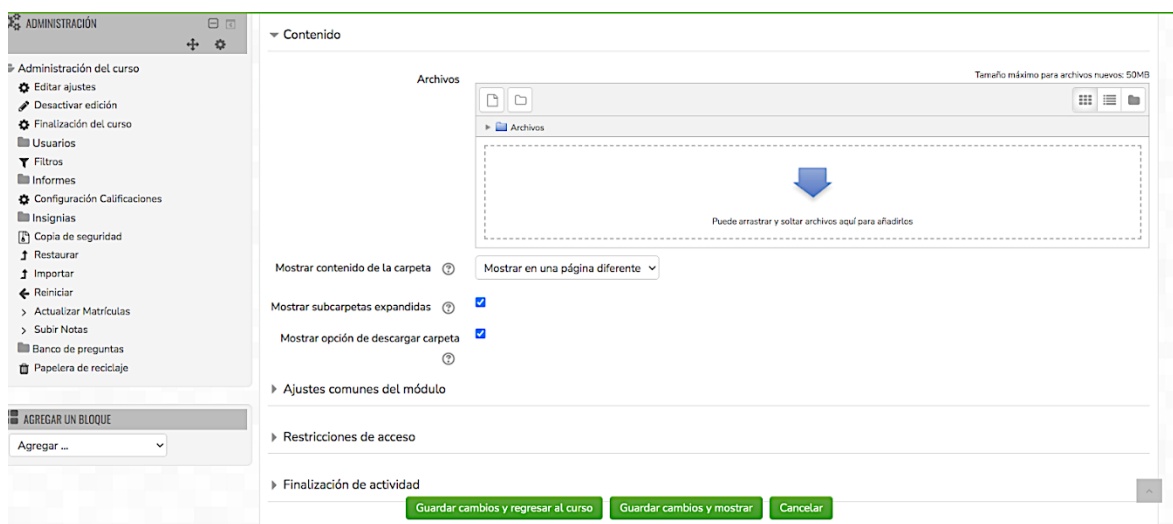 ADMINISTRACIÓN
Administración del curso
Editar ajustes
Desactivar edición
Finalización del curso
Usuarios
Filtros
Informes
Configuración Calificaciones
Insignias
Copia de seguridad
Restaurar
Importar
Reiniciar
Actualizar Matrículas
Subir Notas
Banco de preguntas
Papelera de reciclaje
AGREGAR UN BLOQUE
Agregar ...
Contenido
Archivos
Tamaño máximo para archivos nuevos: 50MB
Archivos
Puede arrastrar y soltar archivos aquí para añadirlos
Mostrar contenido de la carpeta
Mostrar en una página diferente
Mostrar subcarpetas expandidas
Mostrar opción de descargar carpeta
Ajustes comunes del módulo
Restricciones de acceso
Finalización de actividad
Guardar cambios y regresar al curso
Guardar cambios y mostrar
Cancelar